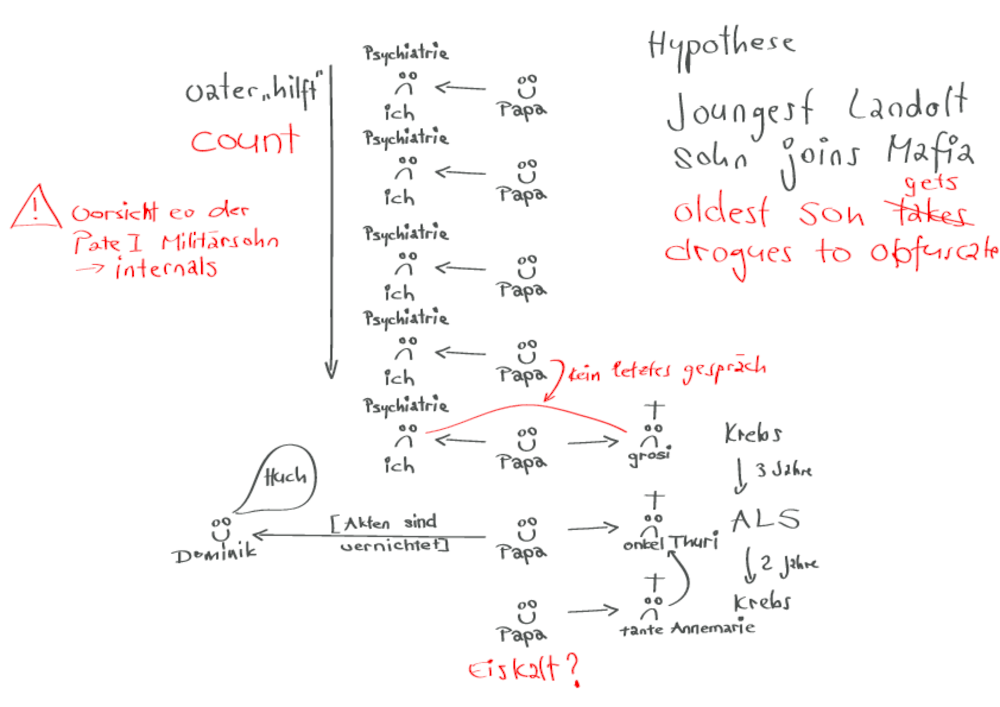 Hypothese
Joungest Landolt
sohn joins Mafia
gets
oldest son takes
drogues to obfuscate
vater „hilft"
count
! Vorsicht eo der
Pate I Militärsohn
→ internals
Psychiatrie
ich
Papa
Psychiatrie
ich
Papa
Psychiatrie
ich
Papa
Psychiatrie
ich
Papa
kein letztes gespräch
Psychiatrie
ich
Papa
grosi
Krebs
3 Jahre
ALS
2 Jahre
Krebs
Huch
Dominik
[Akten sind
vernichtet]
Papa
onkel Thuri
Papa
tante Annemarie
Eiskalt?